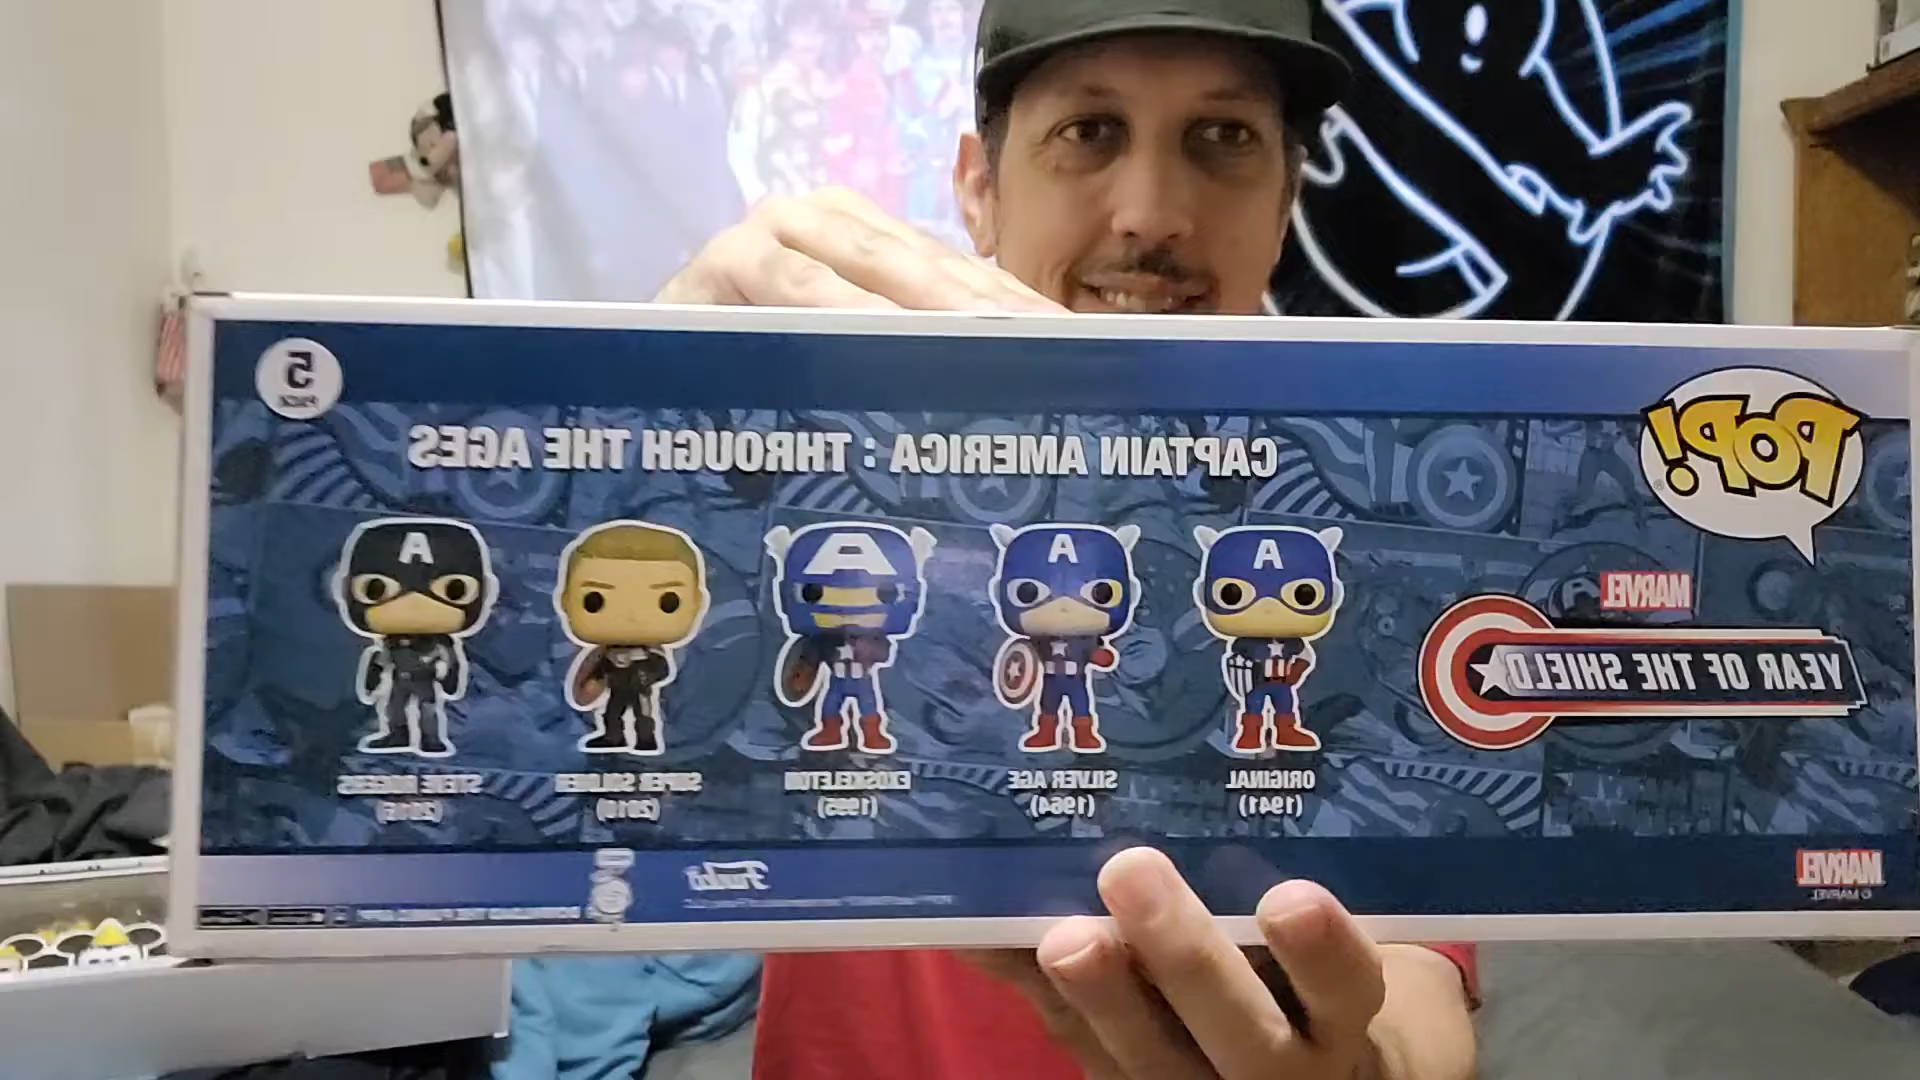 5
PACK
POP!
CAPTAIN AMERICA : THROUGH THE AGES
MARVEL
YEAR OF THE SHIELD
ORIGINAL
(1941)
SILVER AGE
(1964)
EXOSKELETON
(1995)
SUPER SOLDIER
STEVE ROGERS
Funko
MARVEL
© MARVEL